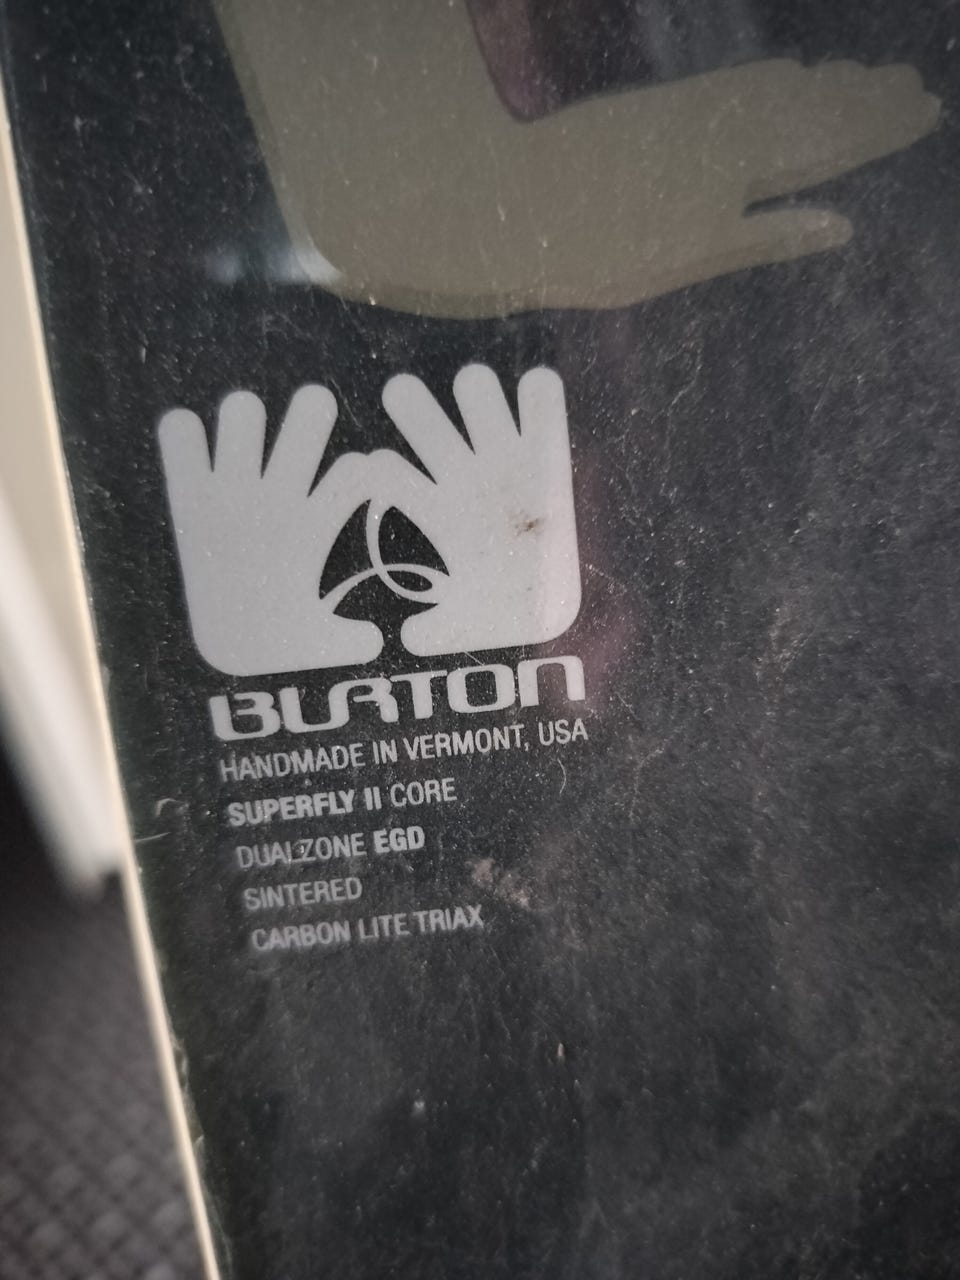 BURTON
HANDMADE IN VERMONT, USA
SUPERFLY II CORE
DUALZONE EGD
SINTERED
CARBON LITE TRIAX